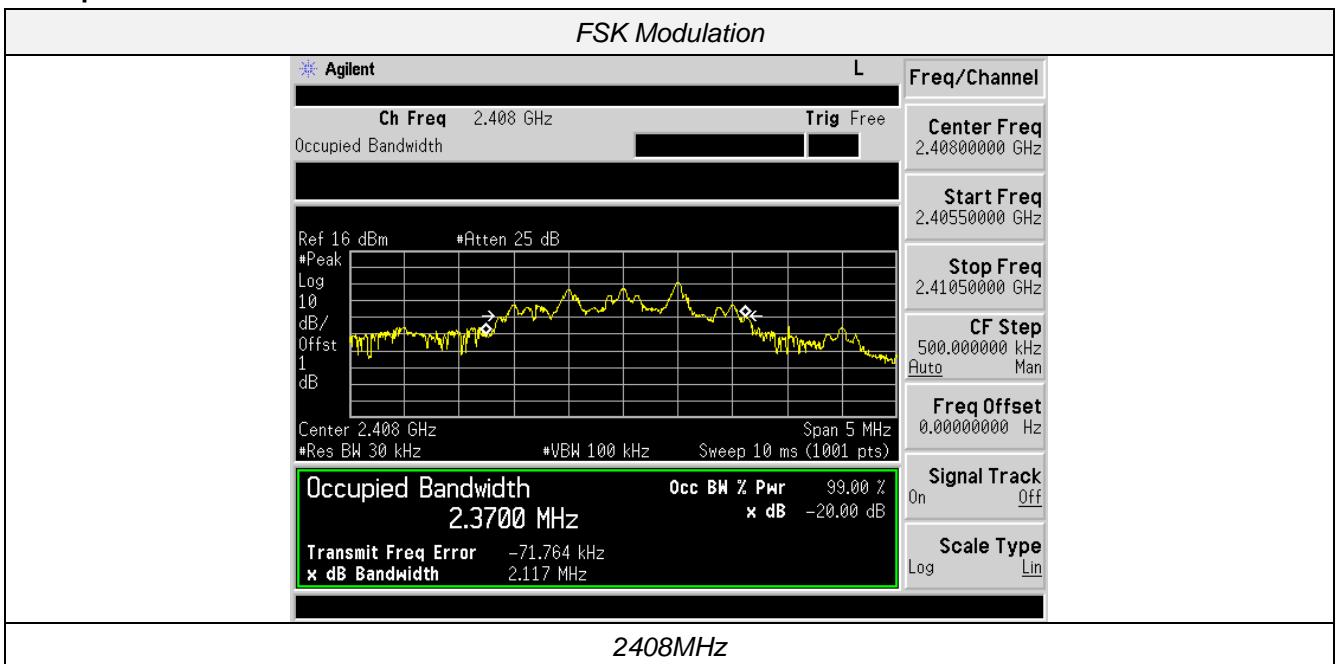 FSK Modulation
Agilent L
Ch Freq 2.408 GHz Trig Free
Occupied Bandwidth
Ref 16 dBm #Atten 25 dB
#Peak
Log
10
dB/
Offst
1
dB
Center 2.408 GHz Span 5 MHz
#Res BW 30 kHz #VBW 100 kHz Sweep 10 ms (1001 pts)
Occupied Bandwidth Occ BW % Pwr 99.00 %
2.3700 MHz x dB -20.00 dB
Transmit Freq Error -71.764 kHz
x dB Bandwidth 2.117 MHz
Freq/Channel
Center Freq
2.40800000 GHz
Start Freq
2.40550000 GHz
Stop Freq
2.41050000 GHz
CF Step
500.000000 kHz
Auto Man
Freq Offset
0.00000000 Hz
Signal Track
On Off
Scale Type
Log Lin
2408MHz